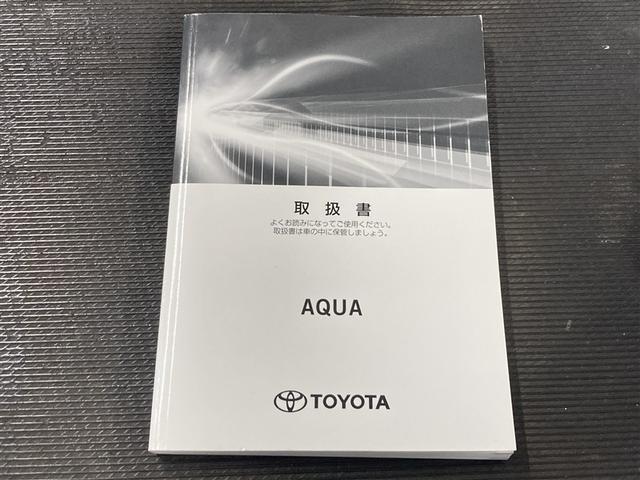 取扱書
よくお読みになってご使用ください。
取扱書は車の中に保管しましょう。
AQUA
TOYOTA